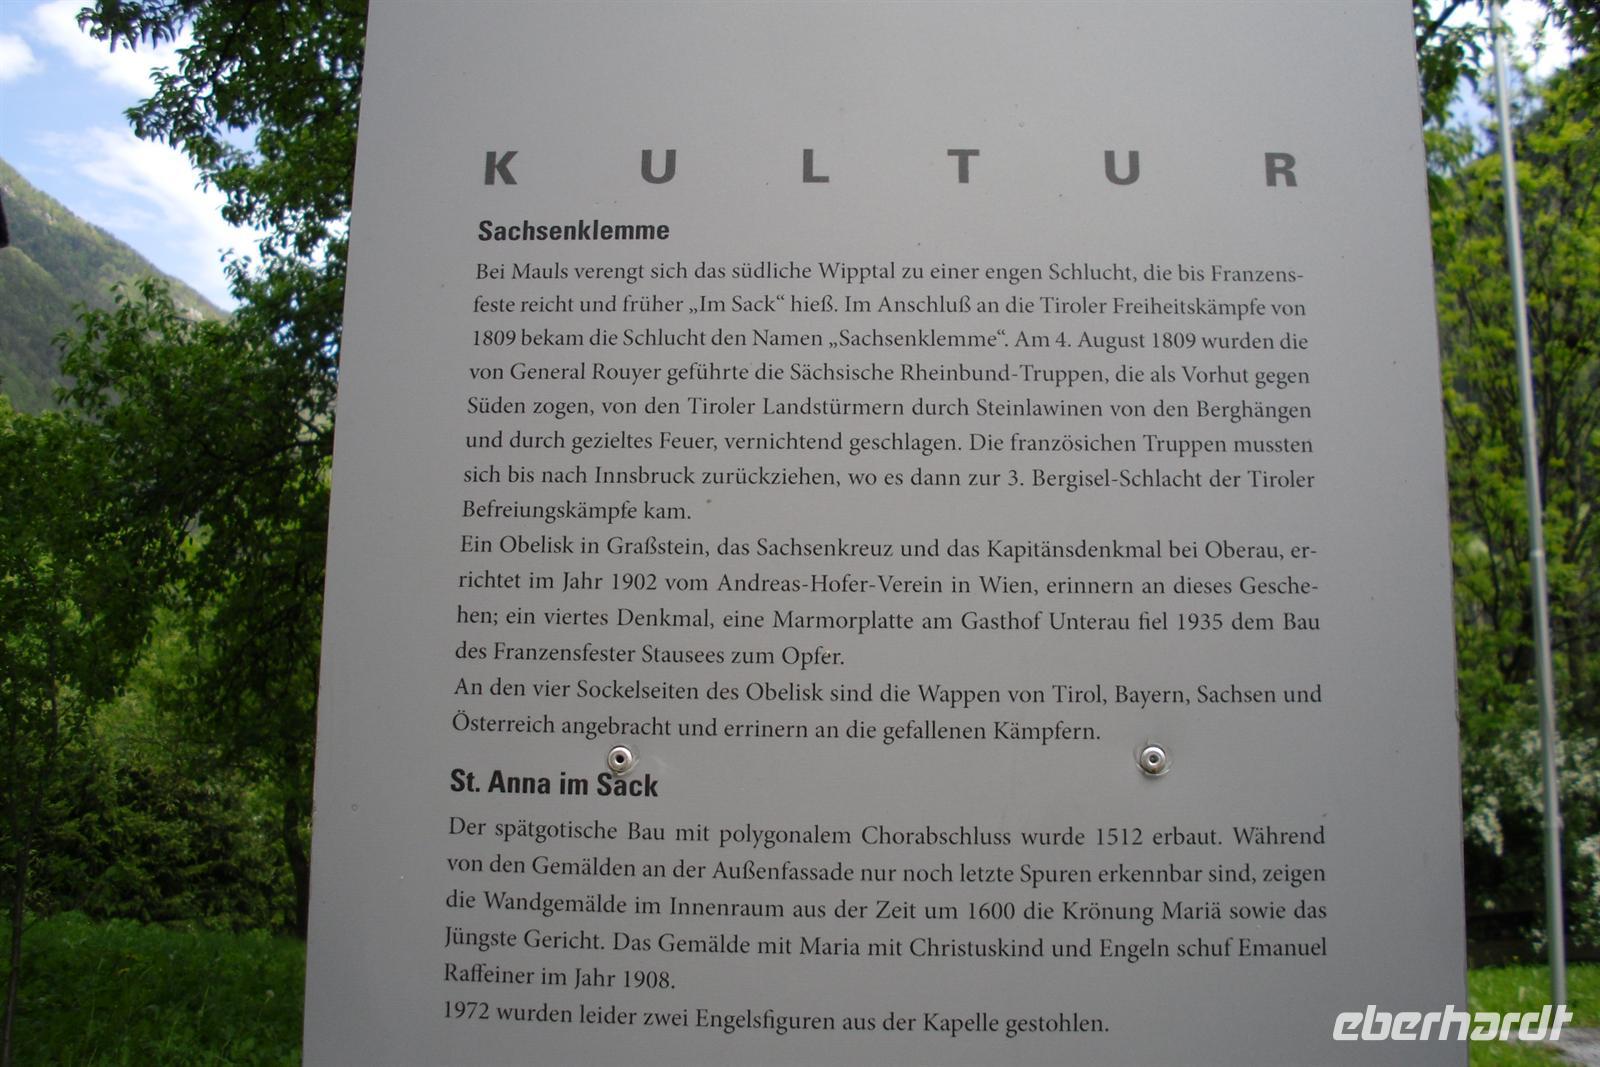 K U L T U R
Sachsenklemme
Bei Mauls verengt sich das südliche Wipptal zu einer engen Schlucht, die bis Franzens-
feste reicht und früher „Im Sack“ hieß. Im Anschluß an die Tiroler Freiheitskämpfe von
1809 bekam die Schlucht den Namen „Sachsenklemme“. Am 4. August 1809 wurden die
von General Rouyer geführte die Sächsische Rheinbund-Truppen, die als Vorhut gegen
Süden zogen, von den Tiroler Landstürmern durch Steinlawinen von den Berghängen
und durch gezieltes Feuer, vernichtend geschlagen. Die französichen Truppen mussten
sich bis nach Innsbruck zurückziehen, wo es dann zur 3. Bergisel-Schlacht der Tiroler
Befreiungskämpfe kam.
Ein Obelisk in Graßstein, das Sachsenkreuz und das Kapitänsdenkmal bei Oberau, er-
richtet im Jahr 1902 vom Andreas-Hofer-Verein in Wien, erinnern an dieses Gesche-
hen; ein viertes Denkmal, eine Marmorplatte am Gasthof Unterau fiel 1935 dem Bau
des Franzensfester Stausees zum Opfer.
An den vier Sockelseiten des Obelisk sind die Wappen von Tirol, Bayern, Sachsen und
Österreich angebracht und errinern an die gefallenen Kämpfern.
St. Anna im Sack
Der spätgotische Bau mit polygonalem Chorabschluss wurde 1512 erbaut. Während
von den Gemälden an der Außenfassade nur noch letzte Spuren erkennbar sind, zeigen
die Wandgemälde im Innenraum aus der Zeit um 1600 die Krönung Mariä sowie das
Jüngste Gericht. Das Gemälde mit Maria mit Christuskind und Engeln schuf Emanuel
Raffeiner im Jahr 1908.
1972 wurden leider zwei Engelsfiguren aus der Kapelle gestohlen.
eberhardt